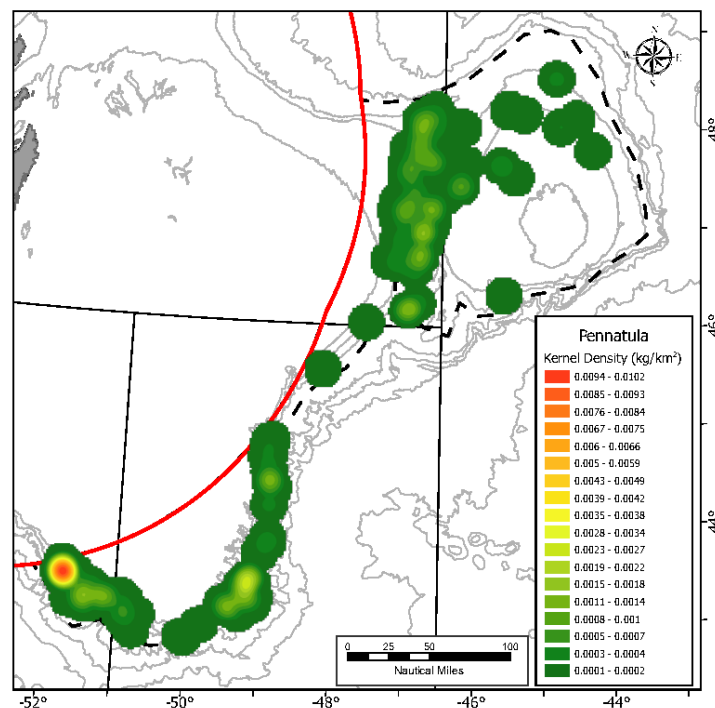 N
W E
S
48°
46°
44°
Pennatula
Kernel Density (kg/km²)
0.0094 - 0.0102
0.0085 - 0.0093
0.0076 - 0.0084
0.0067 - 0.0075
0.006 - 0.0066
0.005 - 0.0059
0.0043 - 0.0049
0.0039 - 0.0042
0.0035 - 0.0038
0.0028 - 0.0034
0.0023 - 0.0027
0.0019 - 0.0022
0.0015 - 0.0018
0.0011 - 0.0014
0.0008 - 0.001
0.0005 - 0.0007
0.0003 - 0.0004
0.0001 - 0.0002
0 25 50 100
Nautical Miles
-52° -50° -48° -46° -44°